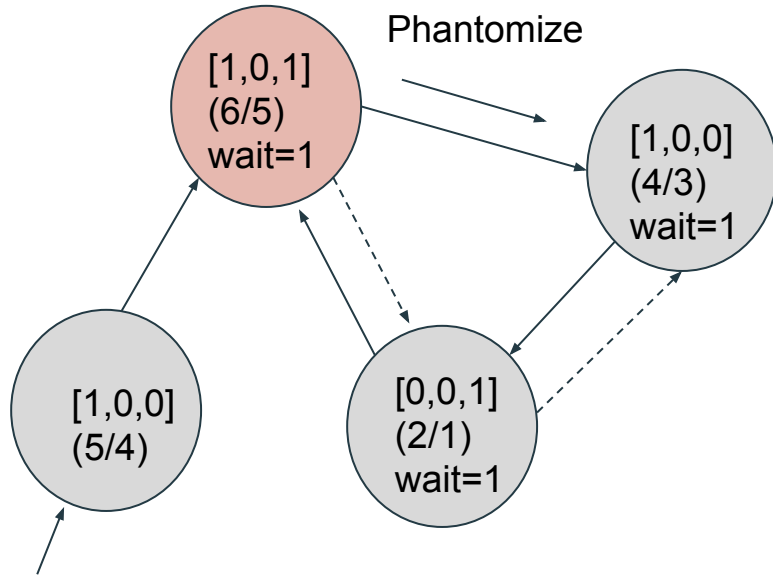 Phantomize
[1,0,1]
(6/5)
wait=1
[1,0,0]
(4/3)
wait=1
[1,0,0]
(5/4)
[0,0,1]
(2/1)
wait=1